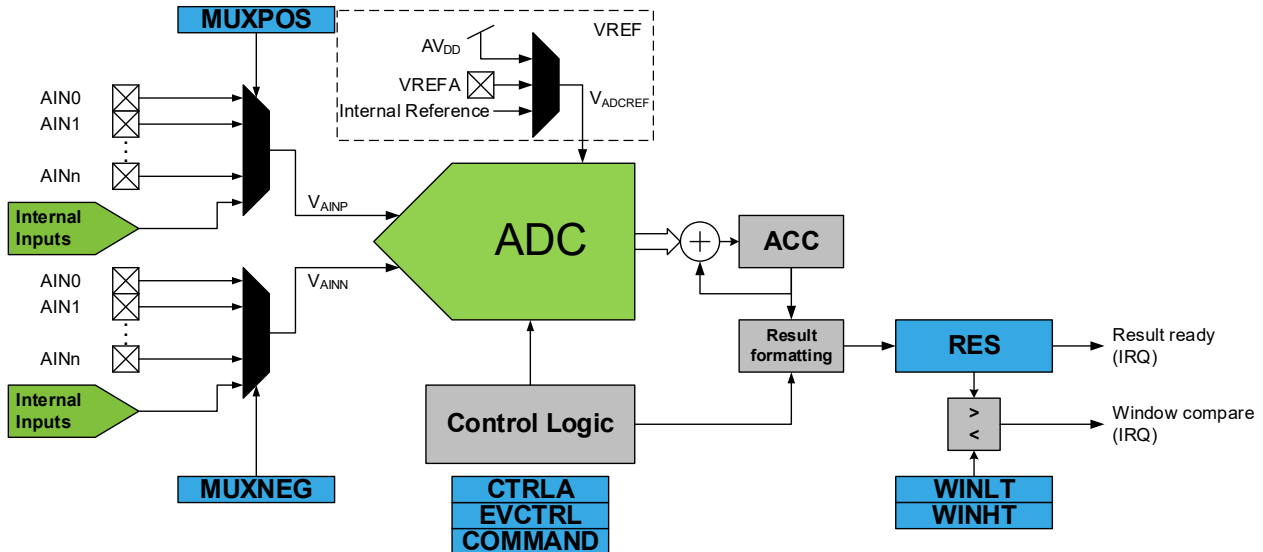 MUXPOS
VREF
AVDD
VREFA
Internal Reference
VADCREF
AIN0
AIN1
AINn
Internal
Inputs
VAINP
ADC
ACC
AIN0
AIN1
AINn
Internal
Inputs
VAINN
Result
formatting
RES
Result ready
(IRQ)
Control Logic
>
<
Window compare
(IRQ)
MUXNEG
CTRLA
EVCTRL
COMMAND
WINLT
WINHT